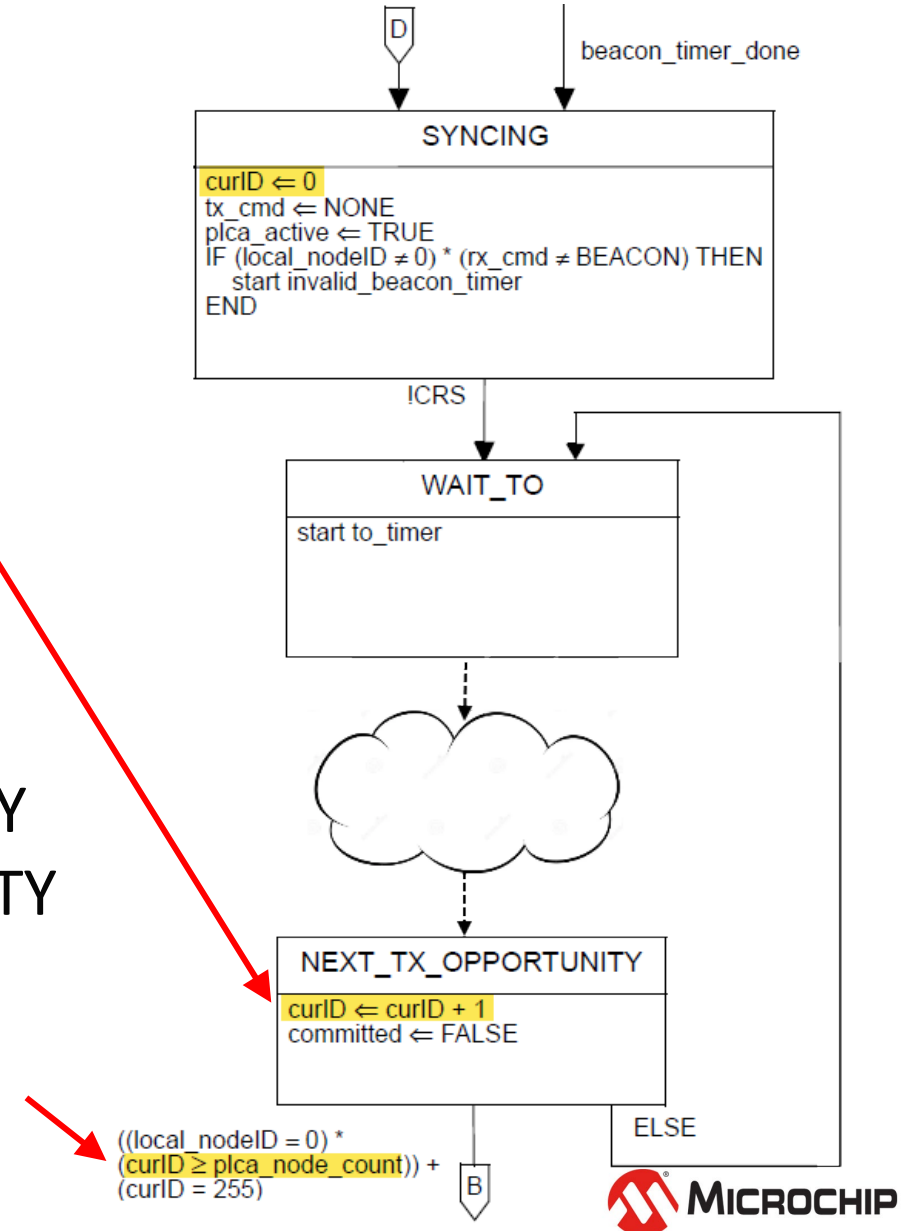 D
beacon_timer_done
SYNCING
curID ⇐ 0
tx_cmd ⇐ NONE
plca_active ⇐ TRUE
IF (local_nodeID ≠ 0) * (rx_cmd ≠ BEACON) THEN
start invalid_beacon_timer
END
!CRS
WAIT_TO
start to_timer
Y
TY
NEXT_TX_OPPORTUNITY
curID ⇐ curID + 1
committed ⇐ FALSE
((local_nodeID = 0) *
(curID ≥ plca_node_count)) +
(curID = 255)
B
ELSE
MICROCHIP